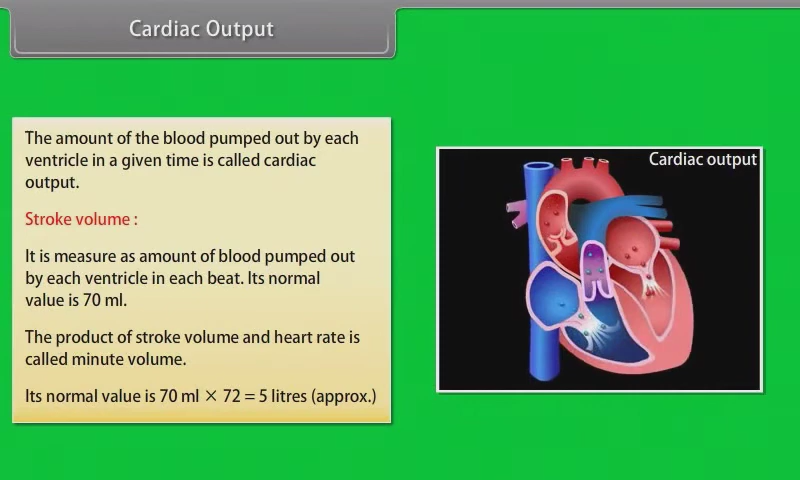 Cardiac Output
The amount of the blood pumped out by each
ventricle in a given time is called cardiac
output.
Stroke volume :
It is measure as amount of blood pumped out
by each ventricle in each beat. Its normal
value is 70 ml.
The product of stroke volume and heart rate is
called minute volume.
Its normal value is 70 ml × 72 = 5 litres (approx.)
Cardiac output